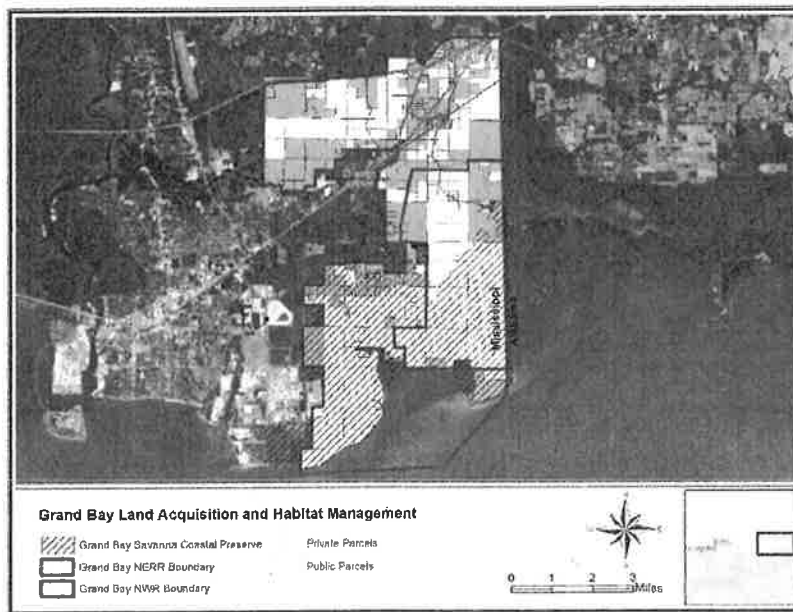 Mississippi
Grand Bay Land Acquisition and Habitat Management
Grand Bay Savanna Coastal Preserve
Private Parcels
Grand Bay NERR Boundary
Public Parcels
Grand Bay NWR Boundary
0 1 2 3
Miles